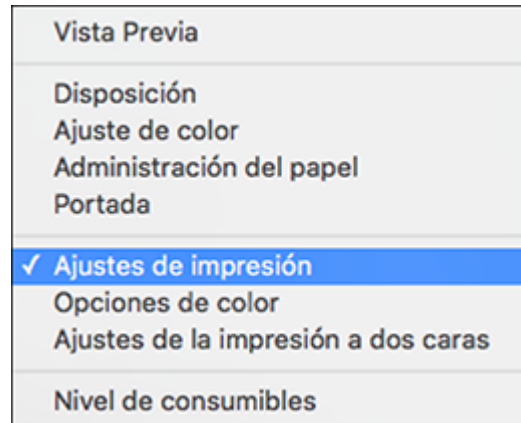 Vista Previa
Disposición
Ajuste de color
Administración del papel
Portada
✓ Ajustes de impresión
Opciones de color
Ajustes de la impresión a dos caras
Nivel de consumibles